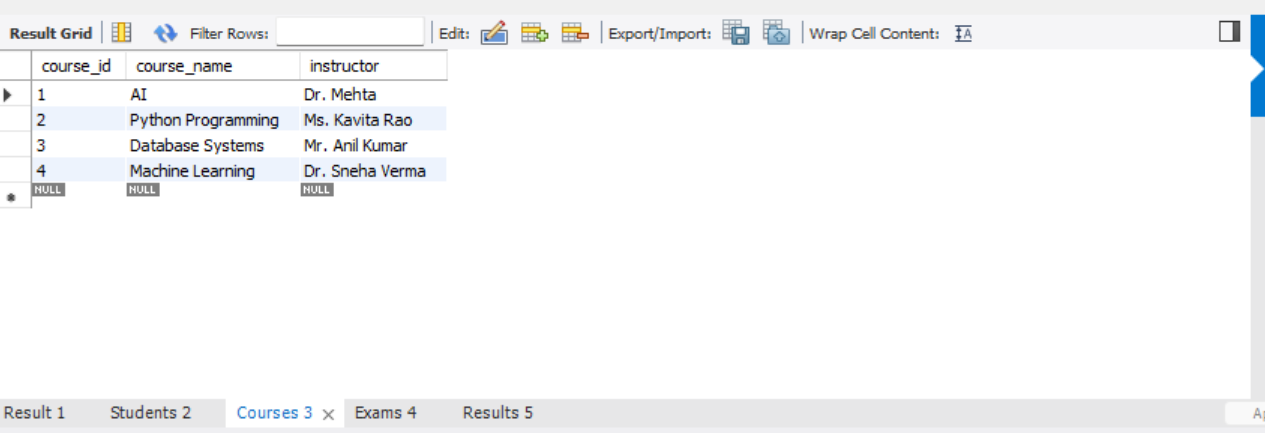 Result Grid Filter Rows: Edit: Export/Import: Wrap Cell Content: IA
course_id course_name instructor
1 AI Dr. Mehta
2 Python Programming Ms. Kavita Rao
3 Database Systems Mr. Anil Kumar
4 Machine Learning Dr. Sneha Verma
NULL NULL NULL
Result 1 Students 2 Courses 3 × Exams 4 Results 5